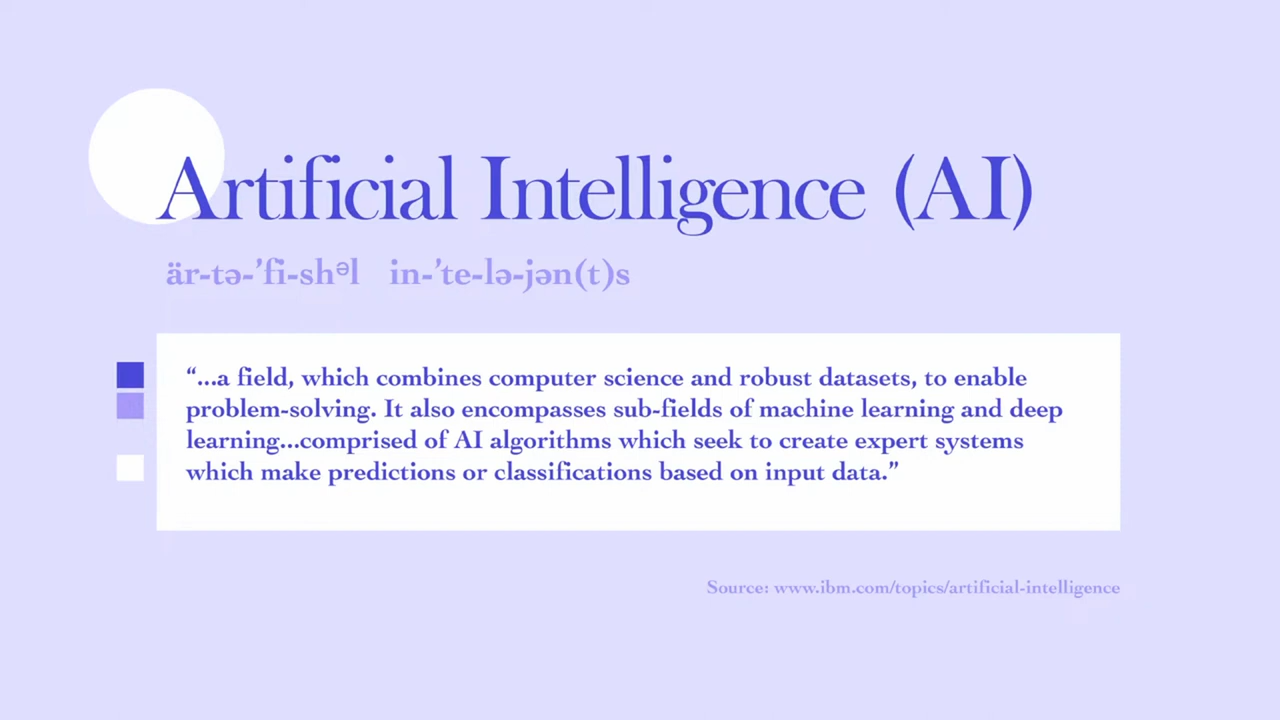 Artificial Intelligence (AI)
är-tə-’fi-shᵊl in-’te-lə-jən(t)s
“...a field, which combines computer science and robust datasets, to enable
problem-solving. It also encompasses sub-fields of machine learning and deep
learning...comprised of AI algorithms which seek to create expert systems
which make predictions or classifications based on input data.”
Source: www.ibm.com/topics/artificial-intelligence